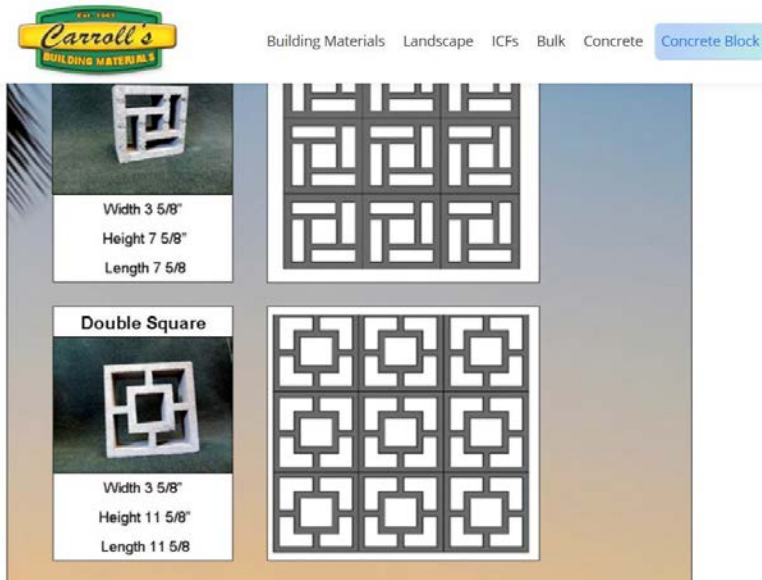 Est. 1965
Carroll's
BUILDING MATERIALS
Building Materials Landscape ICFs Bulk Concrete Concrete Block
Width 3 5/8"
Height 7 5/8"
Length 7 5/8
Double Square
Width 3 5/8"
Height 11 5/8"
Length 11 5/8